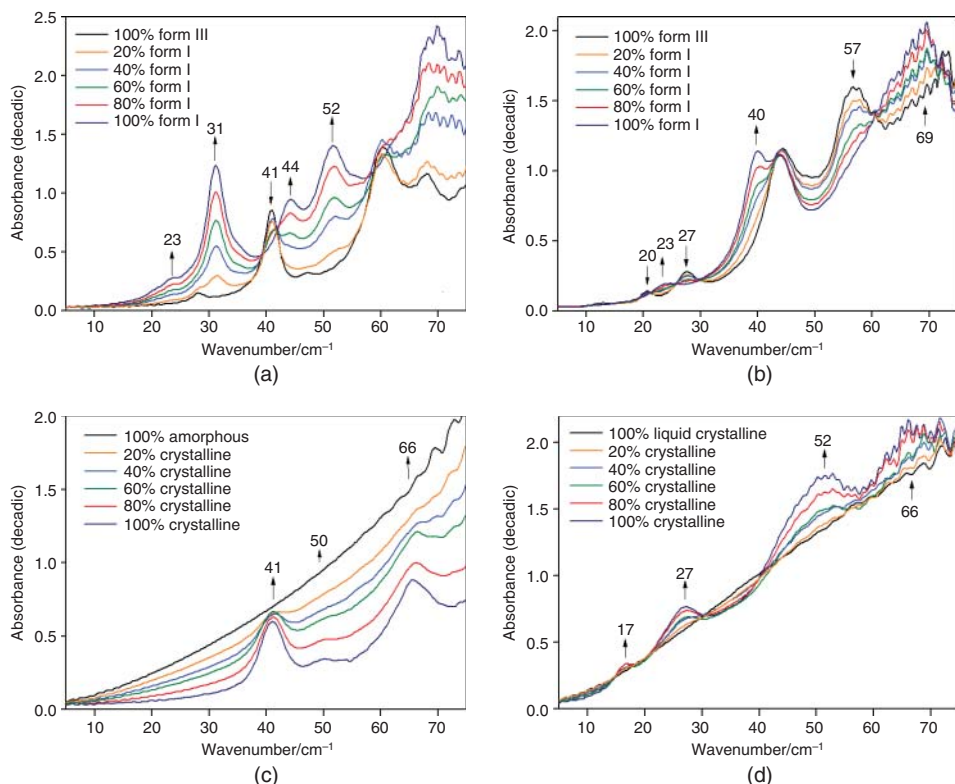 2.5
2.0
1.5
1.0
0.5
0.0
Absorbance (decadic)
100% form III
20% form I
40% form I
60% form I
80% form I
100% form I
23
31
41
44
52
10 20 30 40 50 60 70
Wavenumber/cm⁻¹
(a)
2.0
1.5
1.0
0.5
0.0
Absorbance (decadic)
100% form III
20% form I
40% form I
60% form I
80% form I
100% form I
20
23
27
40
57
69
10 20 30 40 50 60 70
Wavenumber/cm⁻¹
(b)
2.0
1.5
1.0
0.5
0.0
Absorbance (decadic)
100% amorphous
20% crystalline
40% crystalline
60% crystalline
80% crystalline
100% crystalline
41
50
66
10 20 30 40 50 60 70
Wavenumber/cm⁻¹
(c)
2.0
1.5
1.0
0.5
0.0
Absorbance (decadic)
100% liquid crystalline
20% crystalline
40% crystalline
60% crystalline
80% crystalline
100% crystalline
17
27
52
66
10 20 30 40 50 60 70
Wavenumber/cm⁻¹
(d)